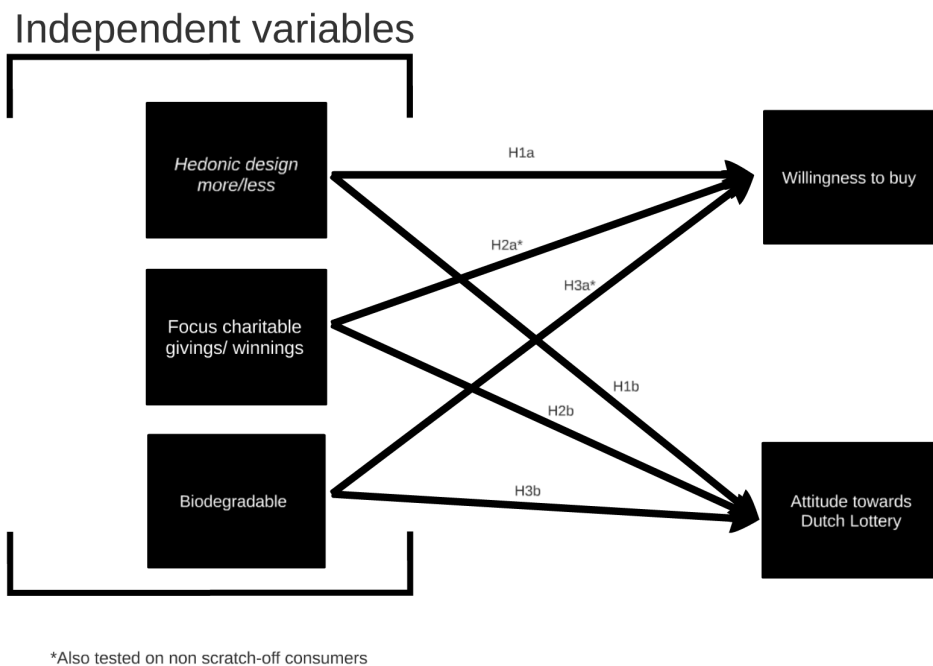 Independent variables
Hedonic design
more/less
H1a
Willingness to buy
H2a*
H3a*
Focus charitable
givings/ winnings
H1b
H2b
Biodegradable
H3b
Attitude towards
Dutch Lottery
*Also tested on non scratch-off consumers